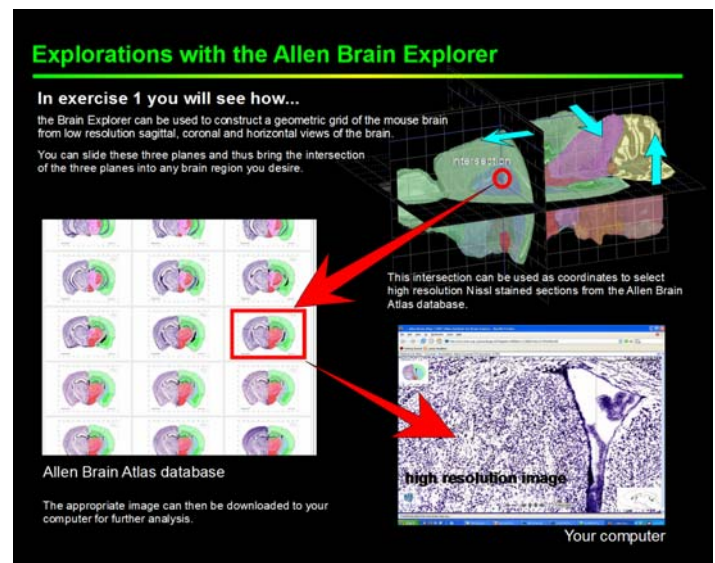 Explorations with the Allen Brain Explorer
In exercise 1 you will see how...
the Brain Explorer can be used to construct a geometric grid of the mouse brain
from low resolution sagittal, coronal and horizontal views of the brain.
You can slide these three planes and thus bring the intersection
of the three planes into any brain region you desire.
intersection
This intersection can be used as coordinates to select
high resolution Nissl stained sections from the Allen Brain
Atlas database.
high resolution image
Allen Brain Atlas database
The appropriate image can then be downloaded to your
computer for further analysis.
Your computer